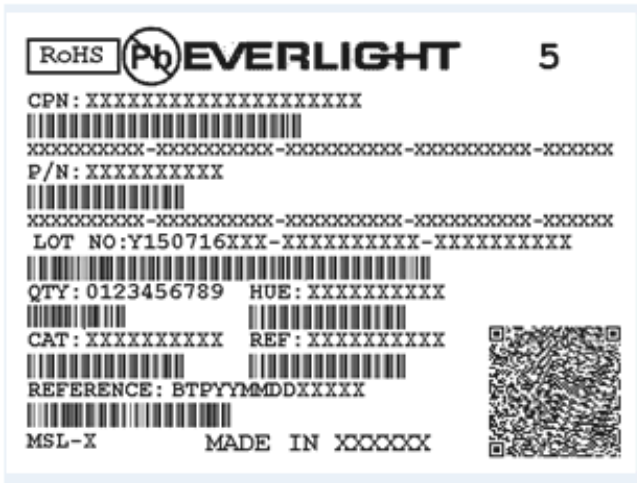 RoHS Pb EVERLIGHT 5
CPN: XXXXXXXXXXXXXXXXXXXX
XXXXXXXXXX-XXXXXXXXXX-XXXXXXXXXX-XXXXXXXXXX-XXXXXX
P/N: XXXXXXXXXX
XXXXXXXXXX-XXXXXXXXXX-XXXXXXXXXX-XXXXXXXXXX-XXXXXX
LOT NO:Y150716XXX-XXXXXXXXXX-XXXXXXXXXX
QTY: 0123456789 HUE: XXXXXXXXXX
CAT: XXXXXXXXXX REF: XXXXXXXXXX
REFERENCE: BTPYYMMDDXXXXX
MSL-X MADE IN XXXXXXX